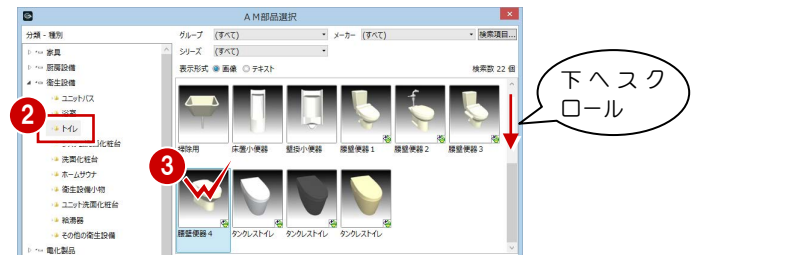 AM部品選択
分類 - 種別
グループ (すべて) メーカー (すべて) 検索項目...
シリーズ (すべて)
表示形式 画像 テキスト 検索数 22 個
家具
厨房設備
衛生設備
ユニットバス
浴槽
トイレ
洗面化粧台
ホームサウナ
衛生設備小物
ユニット洗面化粧台
給湯器
その他の衛生設備
電化製品
2
3
掃除用 床置小便器 壁掛小便器 腰壁便器1 腰壁便器2 腰壁便器3
腰壁便器4 タンクレストイレ タンクレストイレ タンクレストイレ
下へスク
ロール